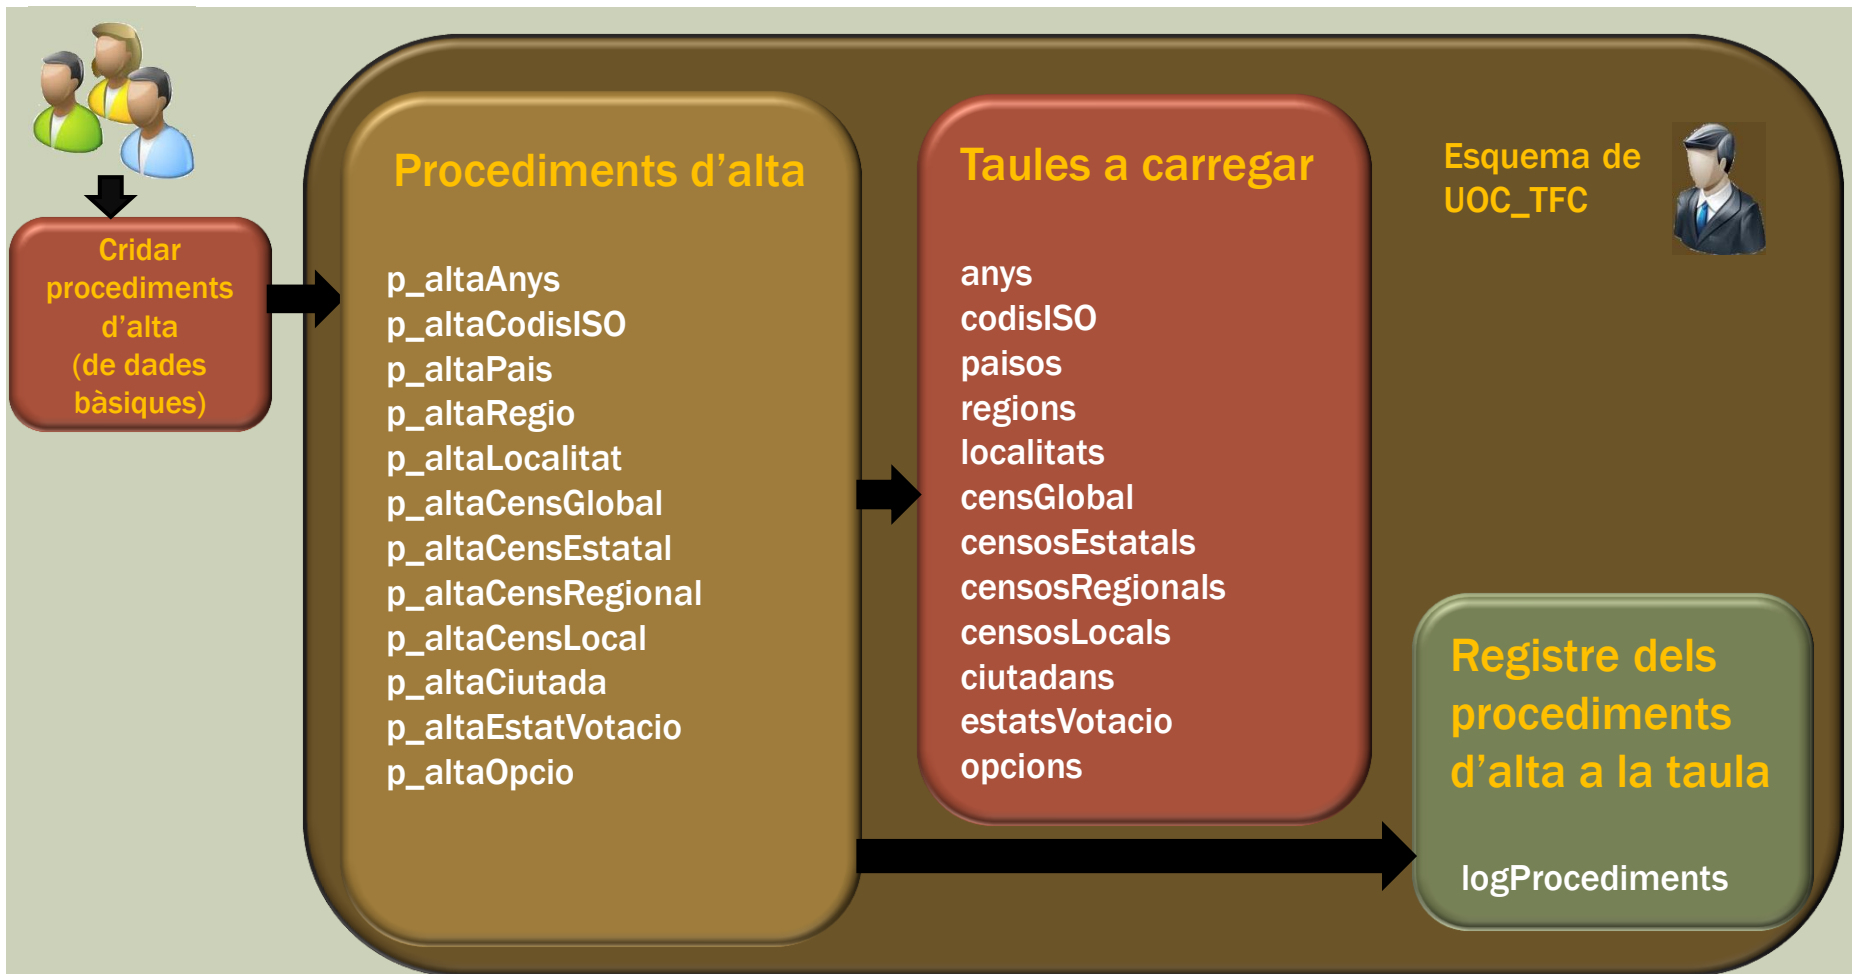 Cridar
procediments
d'alta
(de dades
bàsiques)
Procediments d'alta
p_altaAnys
p_altaCodisISO
p_altaPais
p_altaRegio
p_altaLocalitat
p_altaCensGlobal
p_altaCensEstatal
p_altaCensRegional
p_altaCensLocal
p_altaCiutada
p_altaEstatVotacio
p_altaOpcio
Taules a carregar
anys
codisISO
paisos
regions
localitats
censGlobal
censosEstatals
censosRegionals
censosLocals
ciutadans
estatsVotacio
opcions
Esquema de
UOC_TFC
Registre dels
procediments
d'alta a la taula
logProcediments